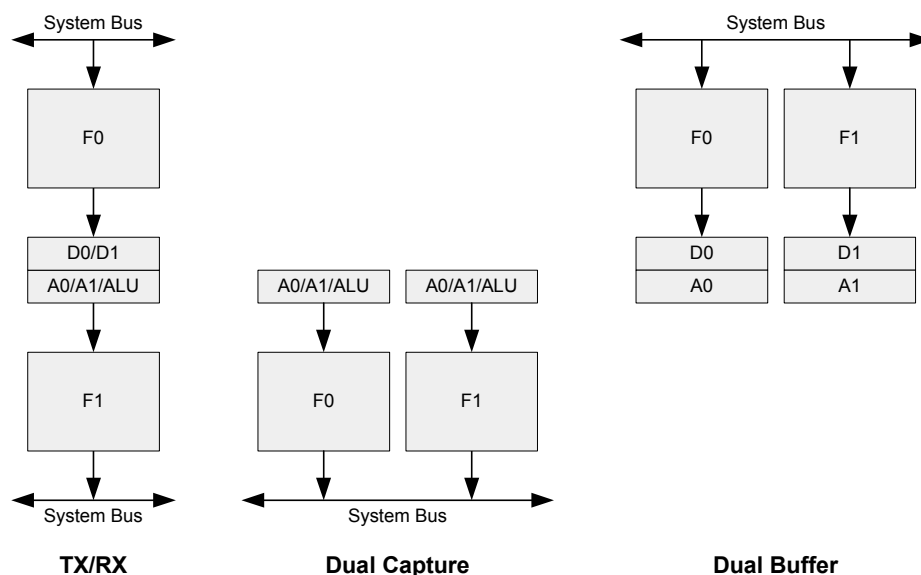 System Bus
F0
D0/D1
A0/A1/ALU
F1
System Bus
TX/RX
A0/A1/ALU
A0/A1/ALU
F0
F1
System Bus
Dual Capture
System Bus
F0
F1
D0
D1
A0
A1
Dual Buffer